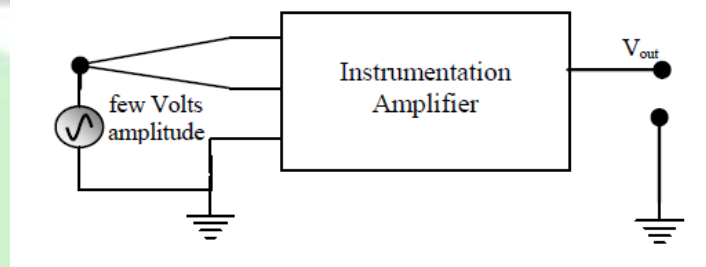 Instrumentation
Amplifier
few Volts
amplitude
Vout